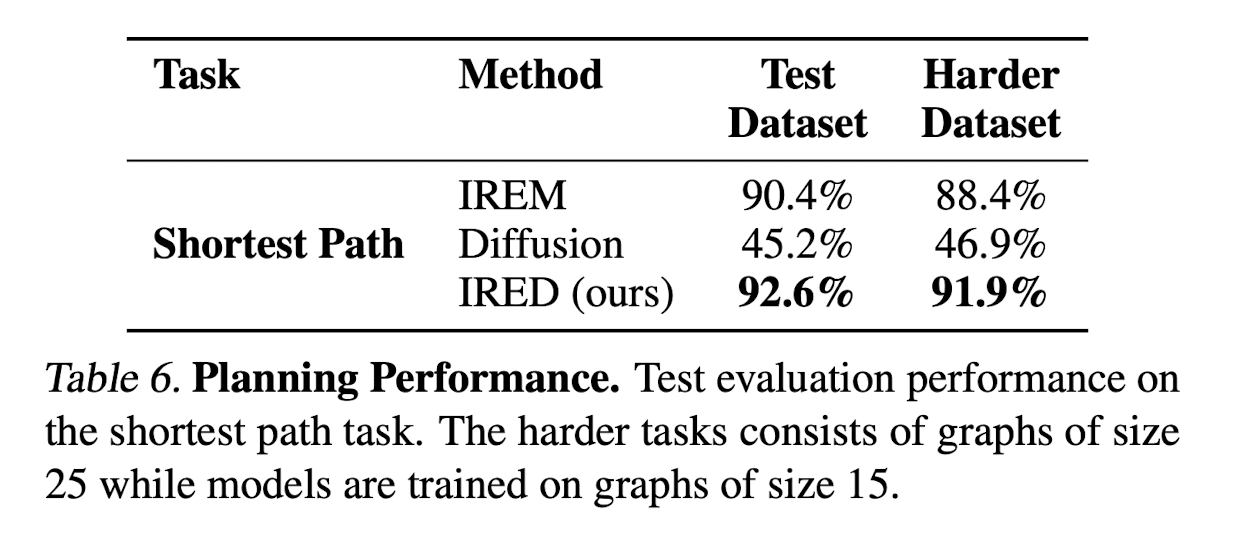 Task Method Test Dataset Harder Dataset
IREM 90.4% 88.4%
Shortest Path Diffusion 45.2% 46.9%
IRED (ours) 92.6% 91.9%
Table 6. Planning Performance. Test evaluation performance on
the shortest path task. The harder tasks consists of graphs of size
25 while models are trained on graphs of size 15.